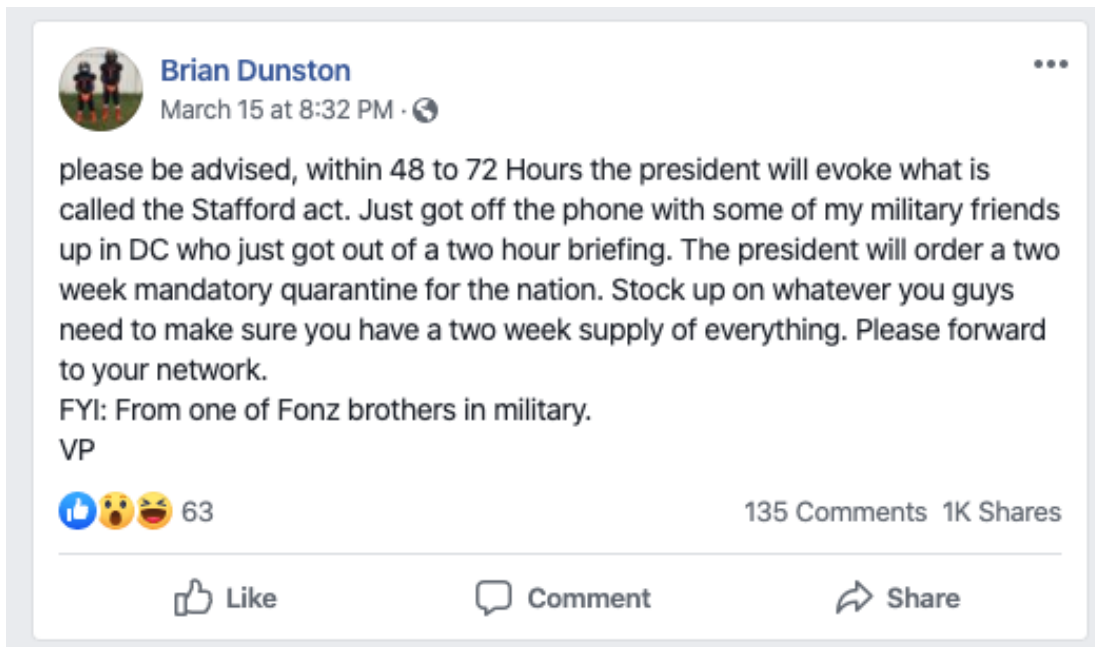 Brian Dunston
March 15 at 8:32 PM ·
please be advised, within 48 to 72 Hours the president will evoke what is
called the Stafford act. Just got off the phone with some of my military friends
up in DC who just got out of a two hour briefing. The president will order a two
week mandatory quarantine for the nation. Stock up on whatever you guys
need to make sure you have a two week supply of everything. Please forward
to your network.
FYI: From one of Fonz brothers in military.
VP
63 135 Comments 1K Shares
Like Comment Share